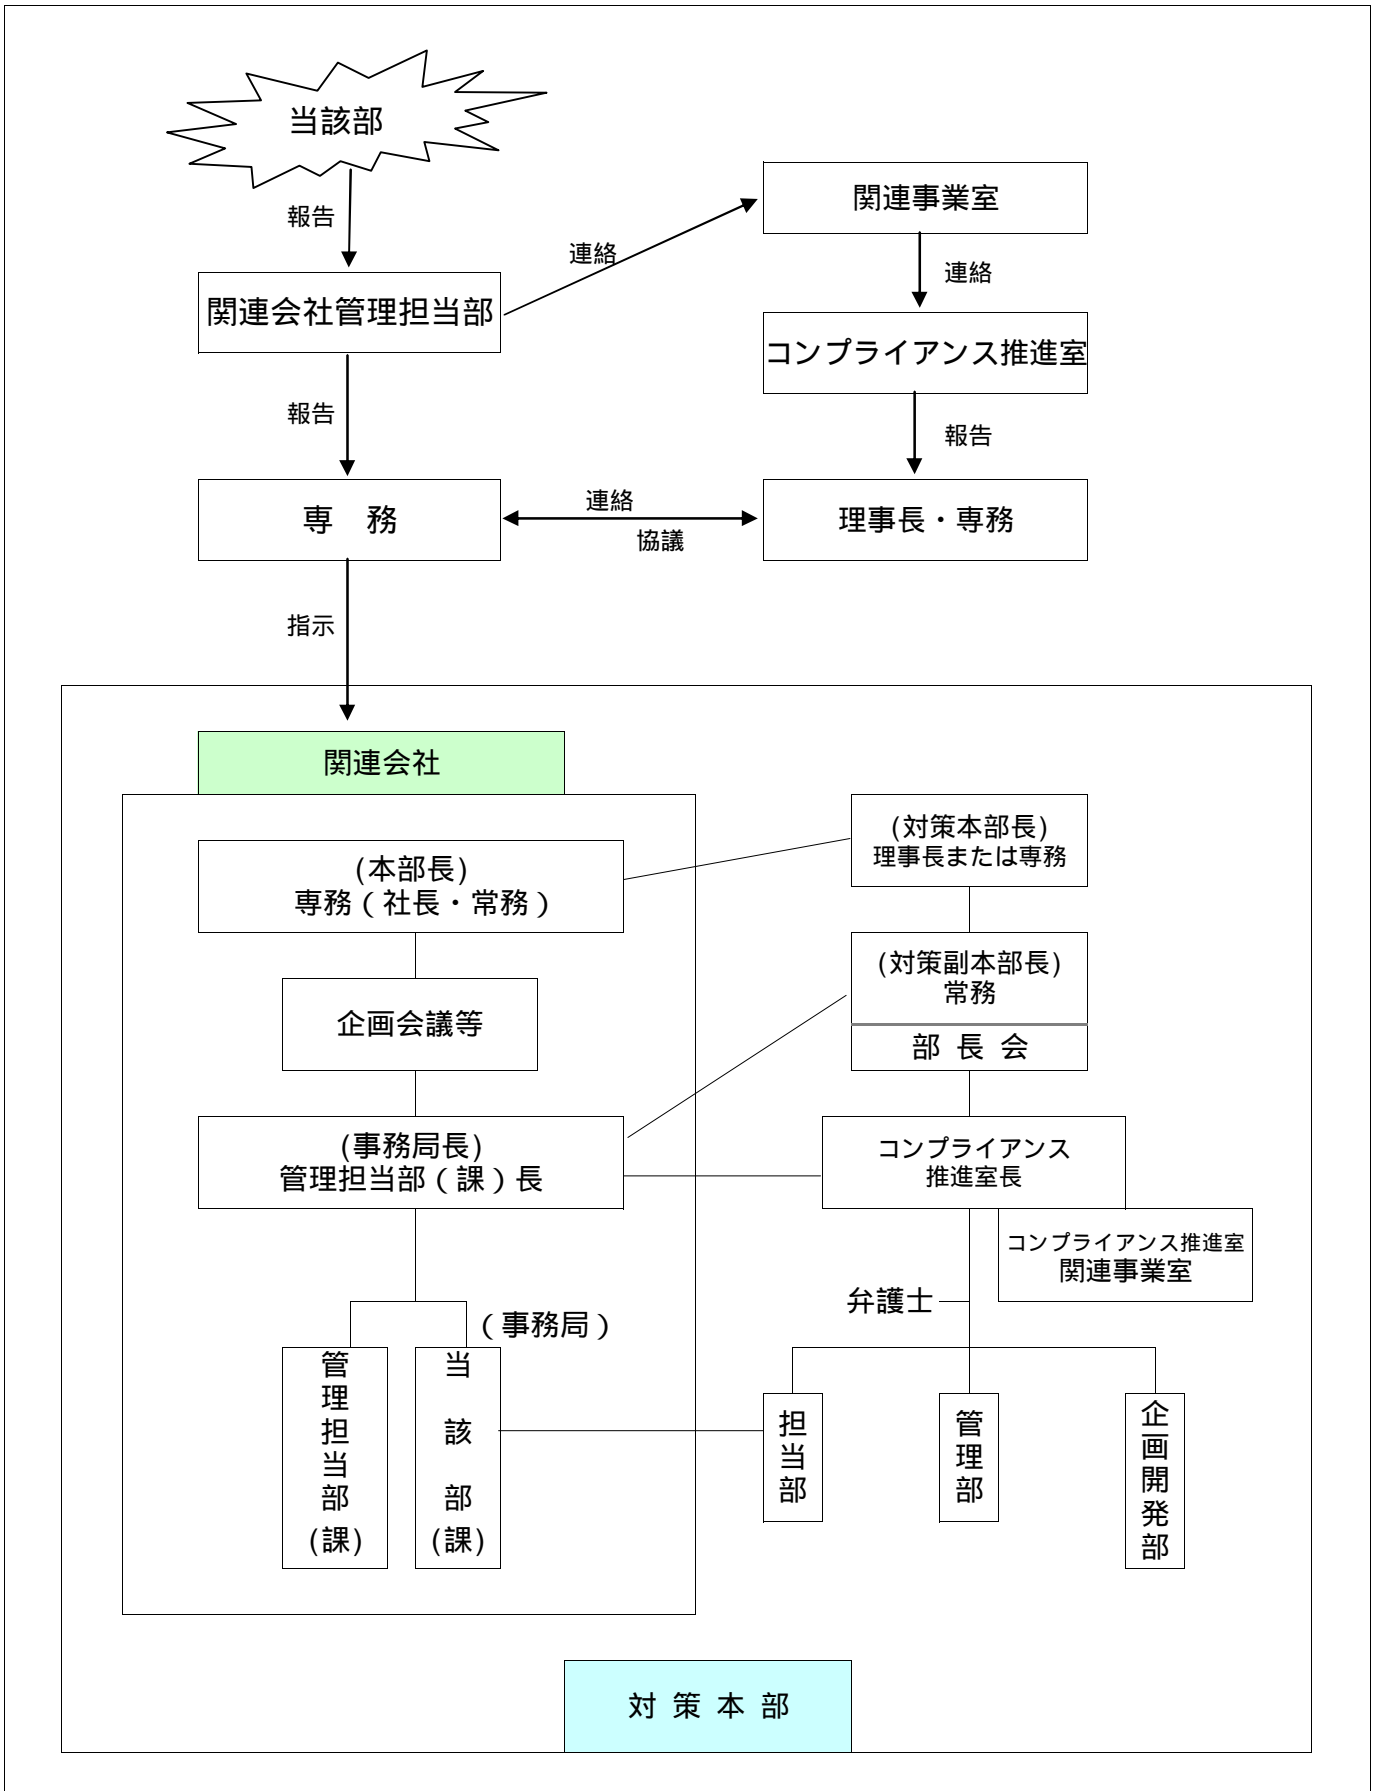 当該部
報告
関連事業室
連絡
連絡
関連会社管理担当部
コンプライアンス推進室
報告
報告
専　務
連絡
協議
理事長・専務
指示
関連会社
(本部長)
専務（社長・常務）
企画会議等
(事務局長)
管理担当部（課）長
（事務局）
管理担当部(課)
当該部(課)
(対策本部長)
理事長または専務
(対策副本部長)
常務
部 長 会
コンプライアンス
推進室長
コンプライアンス推進室
関連事業室
弁護士
担当部
管理部
企画開発部
対 策 本 部